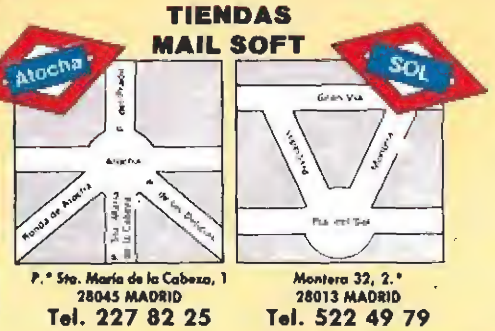 TIENDAS
MAIL SOFT
Atocha
SOL
P. del Prado
Atocha
Ronda de Atocha
P. Sta. María de la Cabeza
P. de las Delicias
Gran Vía
Montera
Pta. del Sol
P.º Sta. María de la Cabeza, 1
28045 MADRID
Tel. 227 82 25
Montera 32, 2.º
28013 MADRID
Tel. 522 49 79